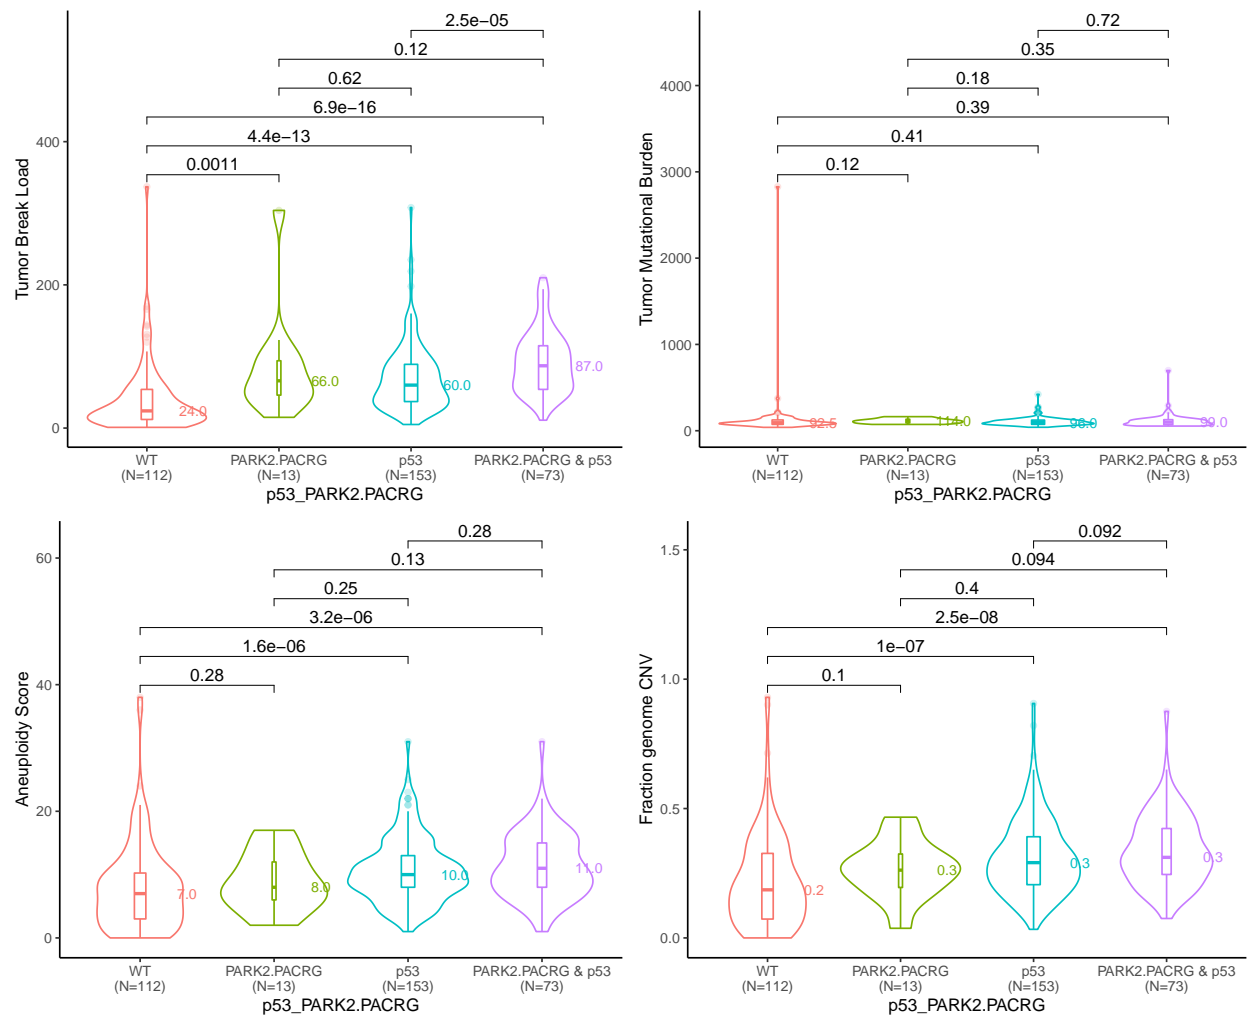 2.5e−05
0.12
0.62
6.9e−16
4.4e−13
0.0011
400
200
0
Tumor Break Load
24.0
66.0
60.0
87.0
WT
(N=112)
PARK2.PACRG
(N=13)
p53
(N=153)
PARK2.PACRG & p53
(N=73)
p53_PARK2.PACRG
0.72
0.35
0.18
0.39
0.41
0.12
4000
3000
2000
1000
0
Tumor Mutational Burden
92.5
114.0
96.0
99.0
WT
(N=112)
PARK2.PACRG
(N=13)
p53
(N=153)
PARK2.PACRG & p53
(N=73)
p53_PARK2.PACRG
0.28
0.13
0.25
3.2e−06
1.6e−06
0.28
60
40
20
0
Aneuploidy Score
7.0
8.0
10.0
11.0
WT
(N=112)
PARK2.PACRG
(N=13)
p53
(N=153)
PARK2.PACRG & p53
(N=73)
p53_PARK2.PACRG
0.092
0.094
0.4
2.5e−08
1e−07
0.1
1.5
1.0
0.5
0.0
Fraction genome CNV
0.2
0.3
0.3
0.3
WT
(N=112)
PARK2.PACRG
(N=13)
p53
(N=153)
PARK2.PACRG & p53
(N=73)
p53_PARK2.PACRG